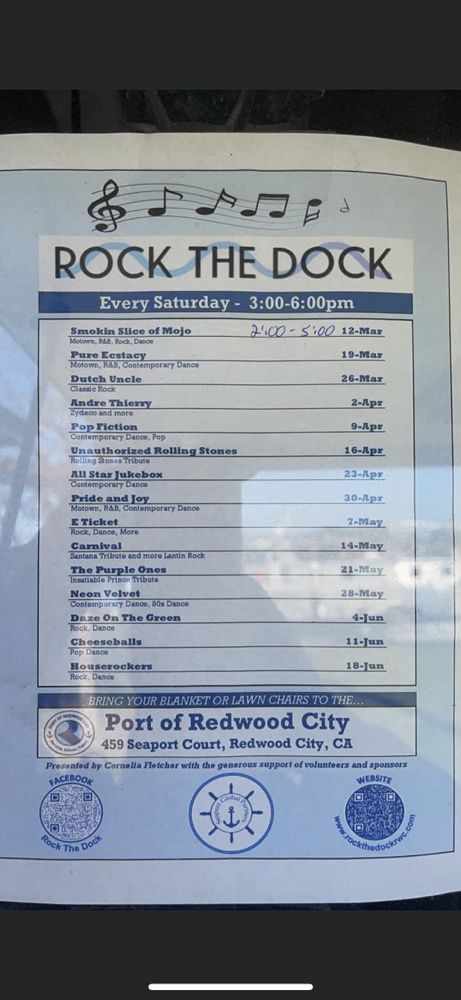 ROCK THE DOCK
Every Saturday - 3:00-6:00pm
Smokin Slice of Mojo 2:00 - 5:00 12-Mar
Motown, R&B, Rock, Dance
Pure Ecstacy 19-Mar
Motown, R&B, Contemporary Dance
Dutch Uncle 26-Mar
Classic Rock
Andre Thierry 2-Apr
Zydeco and more
Pop Fiction 9-Apr
Contemporary Dance, Pop
Unauthorized Rolling Stones 16-Apr
Rolling Stones Tribute
All Star Jukebox 23-Apr
Contemporary Dance
Pride and Joy 30-Apr
Motown, R&B, Contemporary Dance
E Ticket 7-May
Rock, Dance, More
Carnival 14-May
Santana Tribute and more Lantin Rock
The Purple Ones 21-May
Insatiable Prince Tribute
Neon Velvet 28-May
Contemporary Dance, 80s Dance
Daze On The Green 4-Jun
Rock, Dance
Cheeseballs 11-Jun
Pop Dance
Houserockers 18-Jun
Rock, Dance
BRING YOUR BLANKET OR LAWN CHAIRS TO THE...
PORT OF REDWOOD CITY
Port of Redwood City
459 Seaport Court, Redwood City, CA
Presented by Cornelia Fletcher with the generous support of volunteers and sponsors
FACEBOOK
Rock The Dock
WEBSITE
www.rockthedockrwc.com